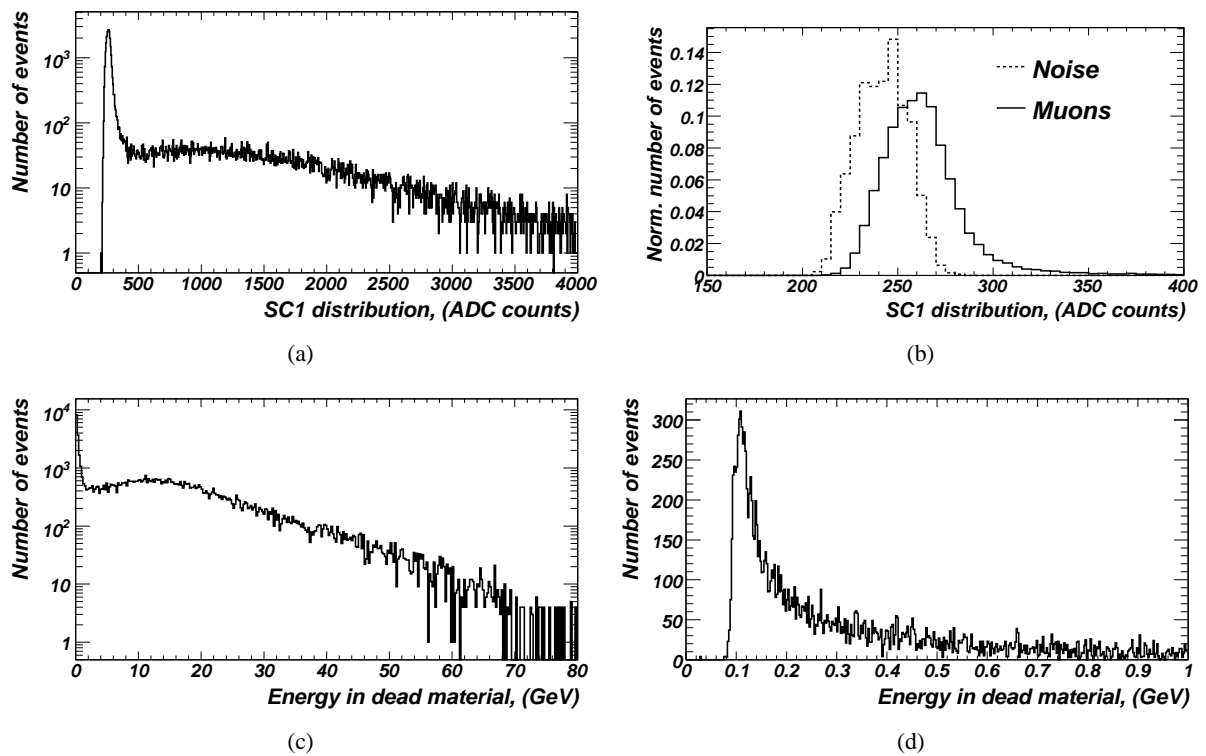 Number of events
10³
10²
10
1
0 500 1000 1500 2000 2500 3000 3500 4000
SC1 distribution, (ADC counts)
(a)
Norm. number of events
0.14
0.12
0.1
0.08
0.06
0.04
0.02
0
Noise
Muons
150 200 250 300 350 400
SC1 distribution, (ADC counts)
(b)
Number of events
10⁴
10³
10²
10
1
0 10 20 30 40 50 60 70 80
Energy in dead material, (GeV)
(c)
Number of events
300
250
200
150
100
50
0
0 0.1 0.2 0.3 0.4 0.5 0.6 0.7 0.8 0.9 1
Energy in dead material, (GeV)
(d)